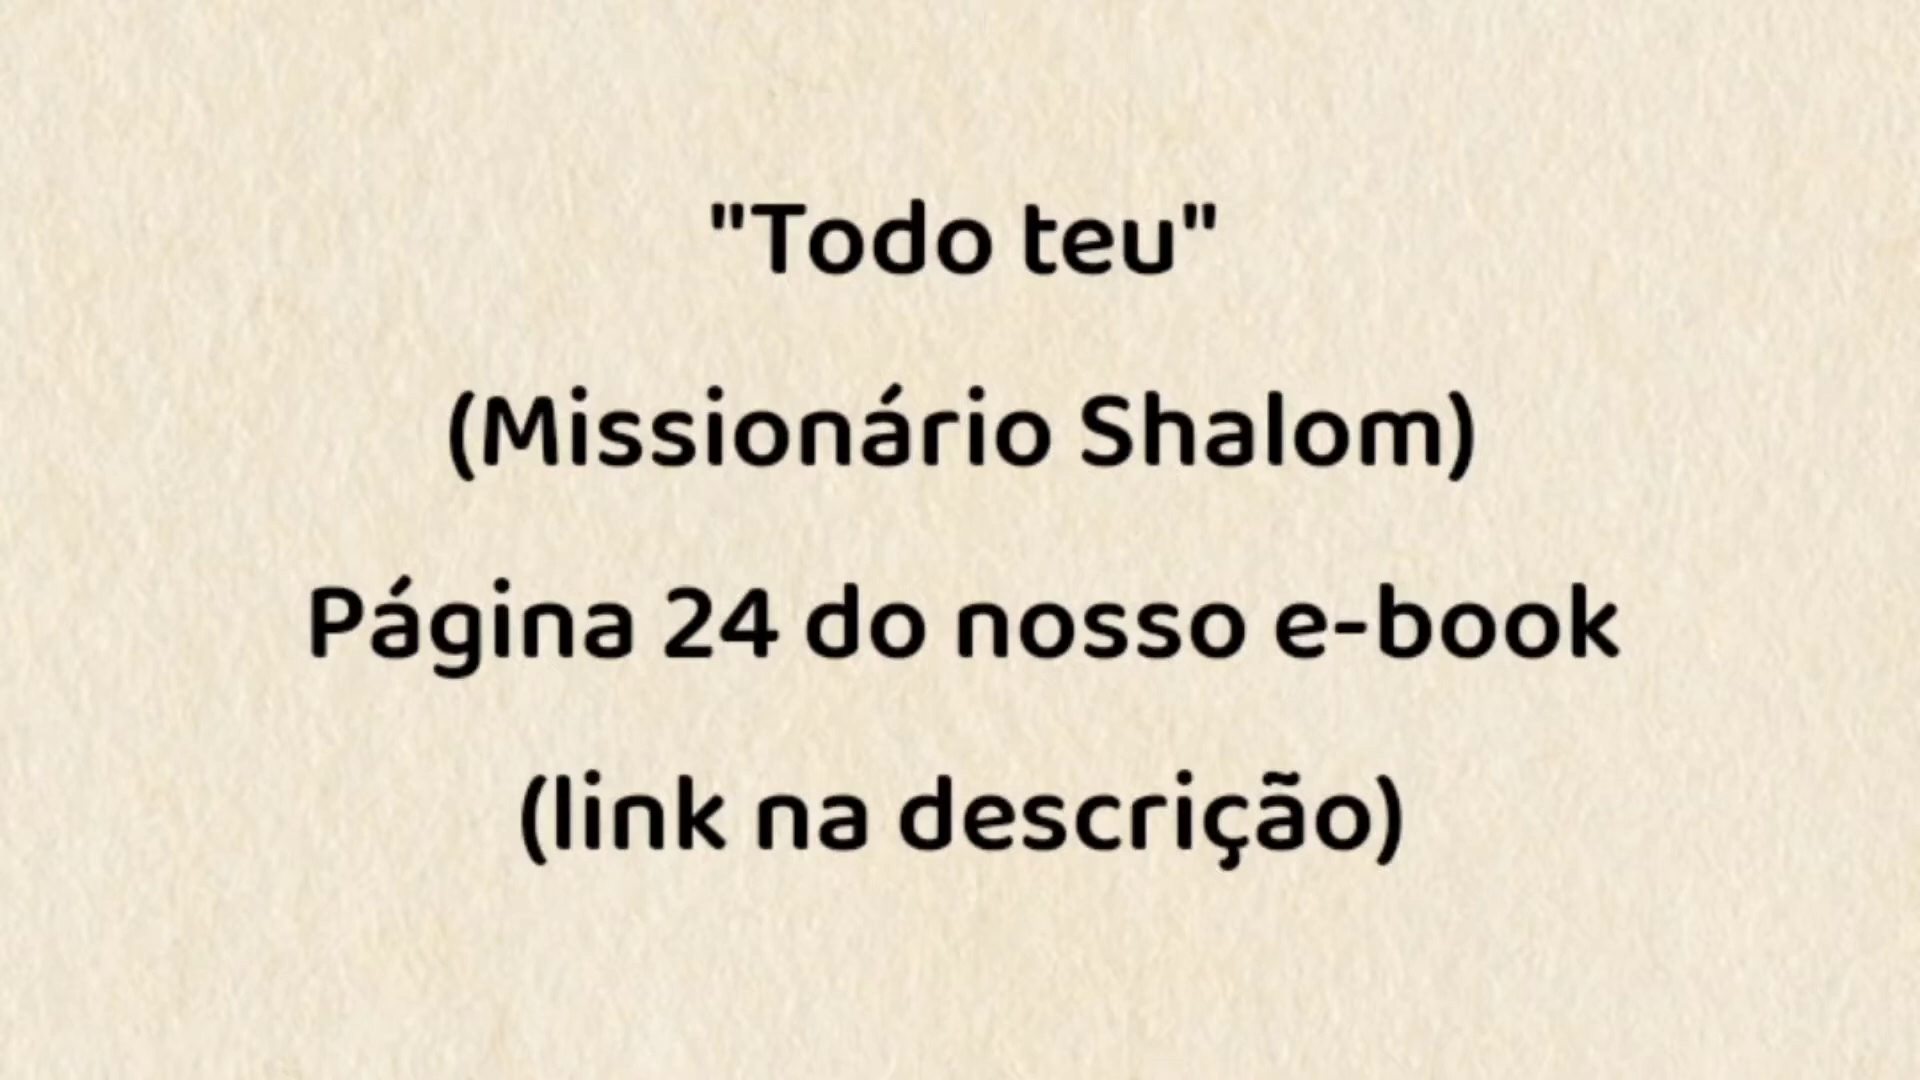 "Todo teu"
(Missionário Shalom)
Página 24 do nosso e-book
(link na descrição)